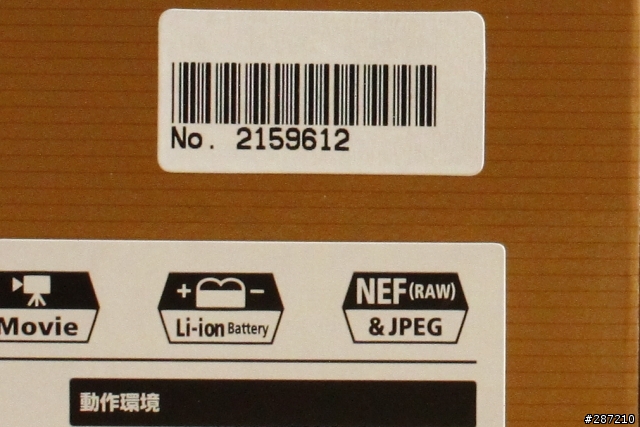 No. 2159612
Movie
+ -
Li-ion Battery
NEF(RAW)
& JPEG
動作環境
#287210